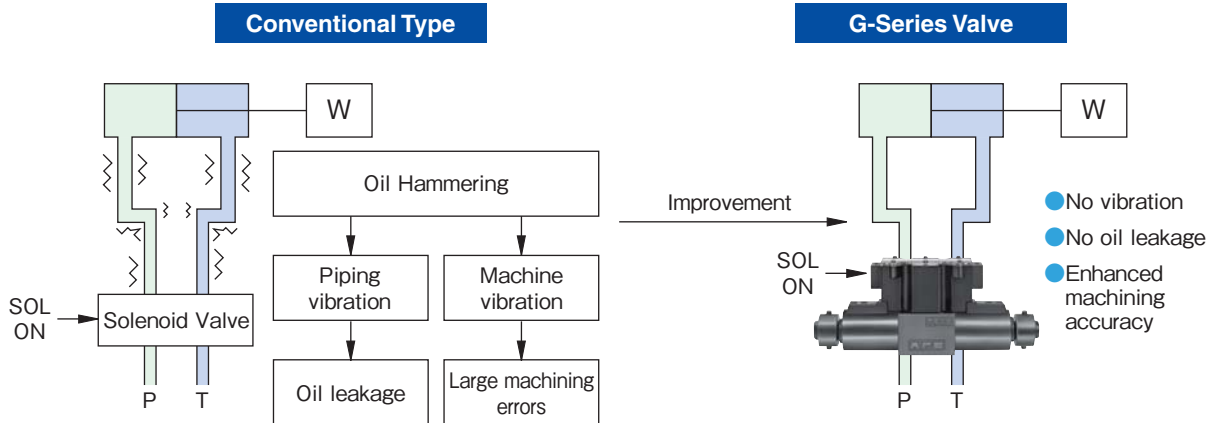 Conventional Type
W
Oil Hammering
Piping
vibration
Machine
vibration
SOL
ON
Solenoid Valve
Oil leakage
Large machining
errors
P
T
Improvement
G-Series Valve
W
SOL
ON
No vibration
No oil leakage
Enhanced
machining
accuracy
P
T